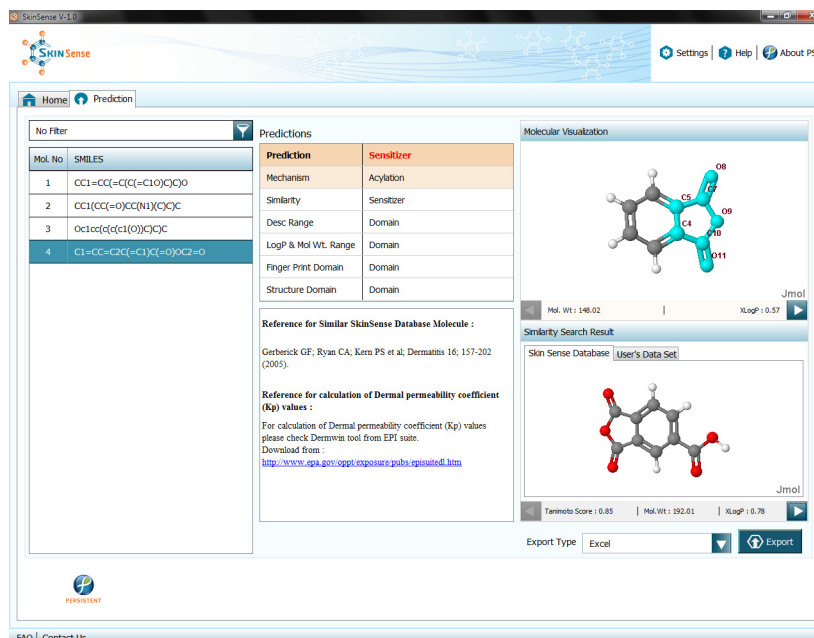 SkinSense V-1.0
SKIN Sense
Settings | Help | About PS
Home Prediction
No Filter
Mol. No SMILES
1 CC1=CC(=C(C(=C1O)C)C)O
2 CC1(CC(=O)CC(N1)(C)C)C
3 Oc1cc(c(c(c1(O))C)C)C
4 C1=CC=C2C(=C1)C(=O)OC2=O
Predictions
Prediction Sensitizer
Mechanism Acylation
Similarity Sensitizer
Desc Range Domain
LogP & Mol Wt. Range Domain
Finger Print Domain Domain
Structure Domain Domain
Reference for Similar SkinSense Database Molecule :
Gerberick GF; Ryan CA; Kern PS et al; Dermatitis 16; 157-202
(2005).
Reference for calculation of Dermal permeability coefficient
(Kp) values :
For calculation of Dermal permeability coefficient (Kp) values
please check Dermwin tool
from EPI suite.
Download from :
http://www.epa.gov/oppt/exposure/pubs/episuitedl.htm
Molecular Visualization
O8
C7
C5
O9
C4
C10
O11
Jmol
Mol. Wt : 148.02 | XLogP : 0.57
Similarity Search Result
Skin Sense Database User's Data Set
Jmol
Tanimoto Score : 0.85 | Mol.Wt : 192.01 | XLogP : 0.78
Export Type Excel Export
PERSISTENT
FAQ | Contact Us